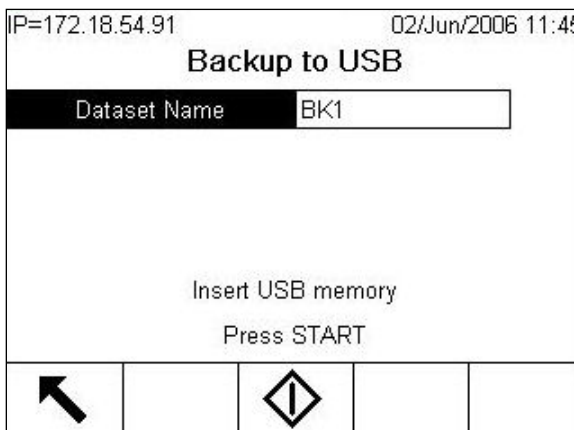 IP=172.18.54.91 02/Jun/2006 11:45
Backup to USB
Dataset Name BK1
Insert USB memory
Press START